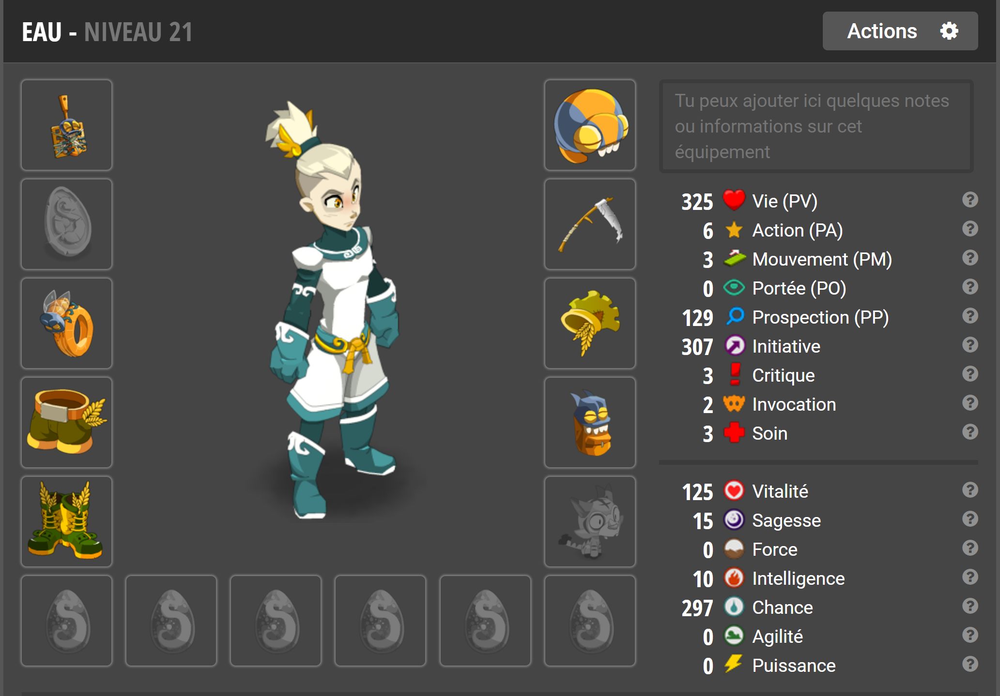 EAU - NIVEAU 21
Actions
Tu peux ajouter ici quelques notes
ou informations sur cet
équipement
325 Vie (PV) ?
6 Action (PA) ?
3 Mouvement (PM) ?
0 Portée (PO) ?
129 Prospection (PP) ?
307 Initiative ?
3 Critique ?
2 Invocation ?
3 Soin ?
125 Vitalité ?
15 Sagesse ?
0 Force ?
10 Intelligence ?
297 Chance ?
0 Agilité ?
0 Puissance ?